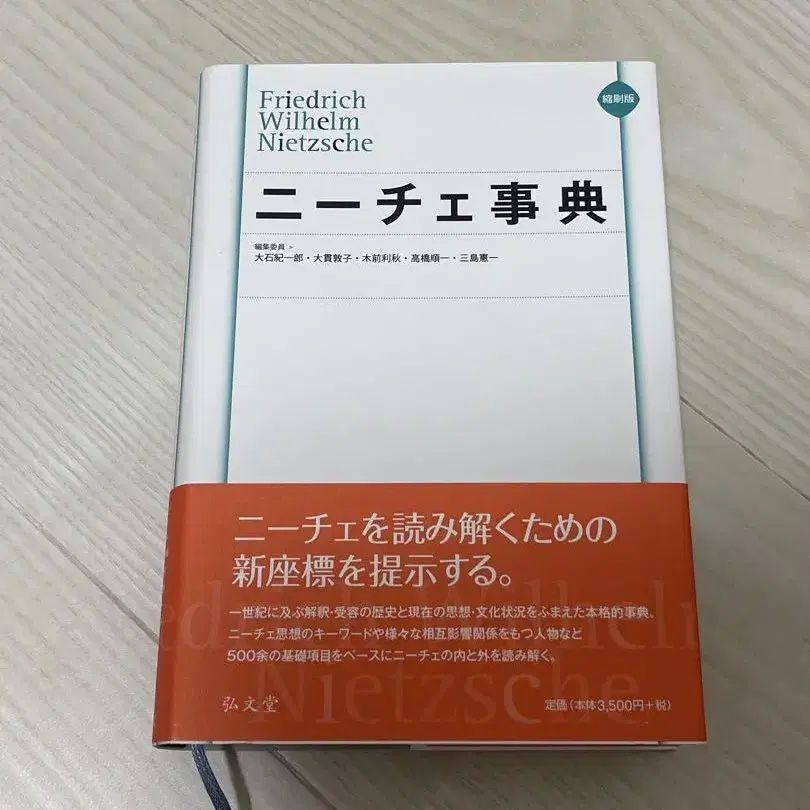 Friedrich
Wilhelm
Nietzsche
縮刷版
ニーチェ事典
編集委員 >
大石紀一郎・大貫敦子・木前利秋・高橋順一・三島憲一
ニーチェを読み解くための
新座標を提示する。
一世紀に及ぶ解釈・受容の歴史と現在の思想・文化状況をふまえた本格的事典。
ニーチェ思想のキーワードや様々な相互影響関係をもつ人物など
500余の基礎項目をベースにニーチェの内と外を読み解く。
弘文堂
定価(本体3,500円+税)
Friedrich Wilhelm
Nietzsche